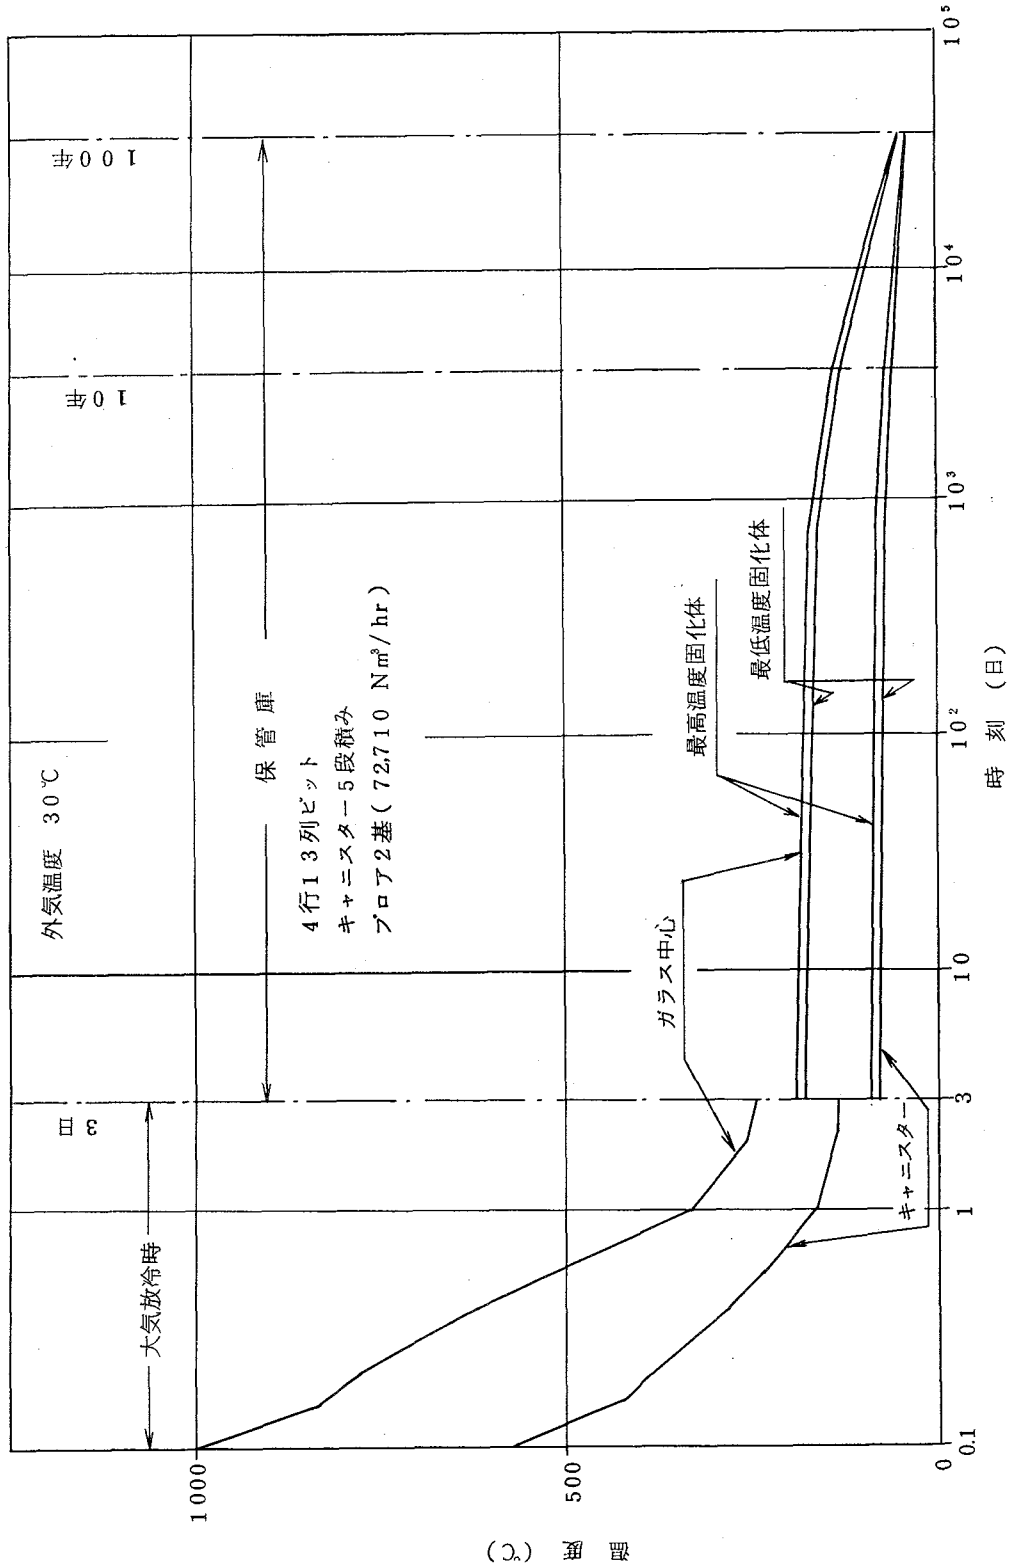 外気温度 30℃
大気放冷時
3日
保管庫
10年
100年
4行13列ピット
キャニスター5段積み
ブロア2基(72,710 Nm³/hr)
ガラス中心
最高温度固化体
最低温度固化体
キャニスター
温度 (℃)
1000
500
0
0.1
1
3
10
10²
10³
10⁴
10⁵
時刻 (日)